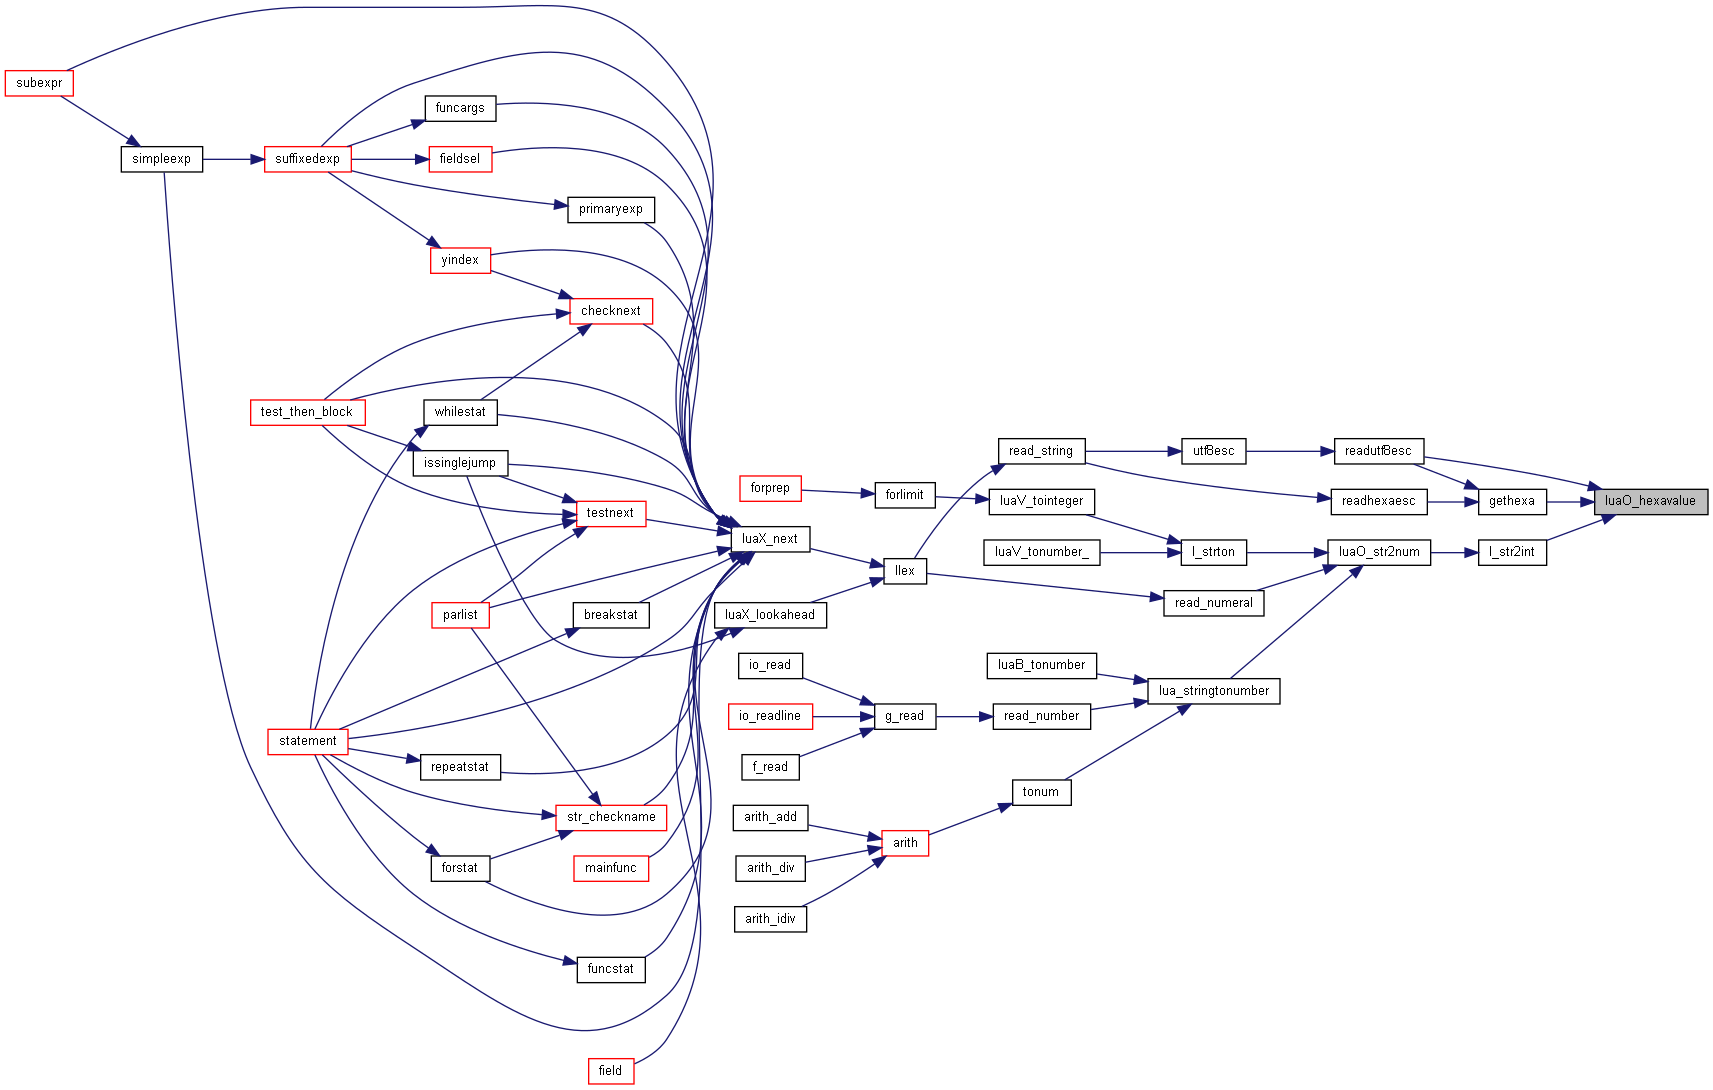 subexpr
simpleexp
suffixedexp
funcargs
fieldsel
primaryexp
yindex
checknext
test_then_block
whilestat
issinglejump
testnext
parlist
breakstat
statement
repeatstat
str_checkname
forstat
mainfunc
funcstat
field
luaX_next
luaX_lookahead
forprep
forlimit
llex
io_read
io_readline
f_read
g_read
arith_add
arith_div
arith_idiv
arith
read_string
luaV_tointeger
luaV_tonumber_
luaB_tonumber
read_number
tonum
utf8esc
l_strton
read_numeral
lua_stringtonumber
readutf8esc
readhexaesc
luaO_str2num
gethexa
l_str2int
luaO_hexavalue